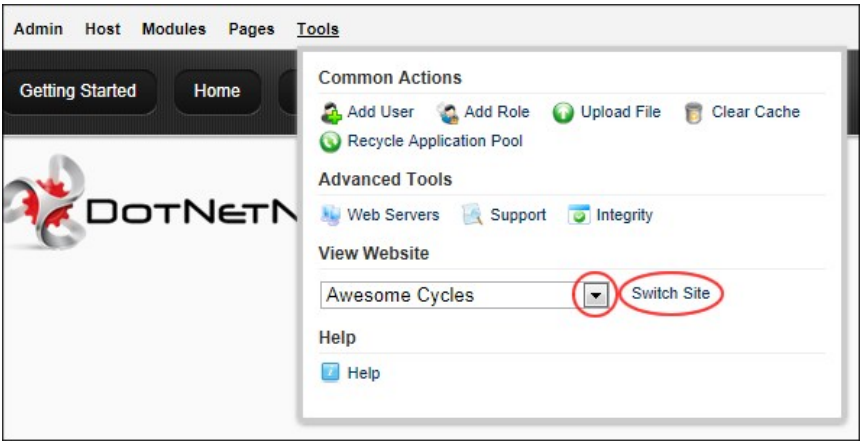 Admin Host Modules Pages Tools
Getting Started Home
DOTNETN
Common Actions
Add User Add Role Upload File Clear Cache
Recycle Application Pool
Advanced Tools
Web Servers Support Integrity
View Website
Awesome Cycles Switch Site
Help
Help